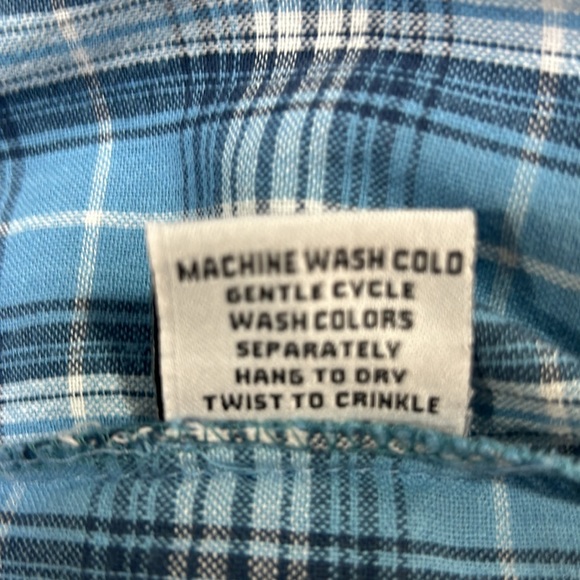 MACHINE WASH COLD
GENTLE CYCLE
WASH COLORS
SEPARATELY
HANG TO DRY
TWIST TO CRINKLE